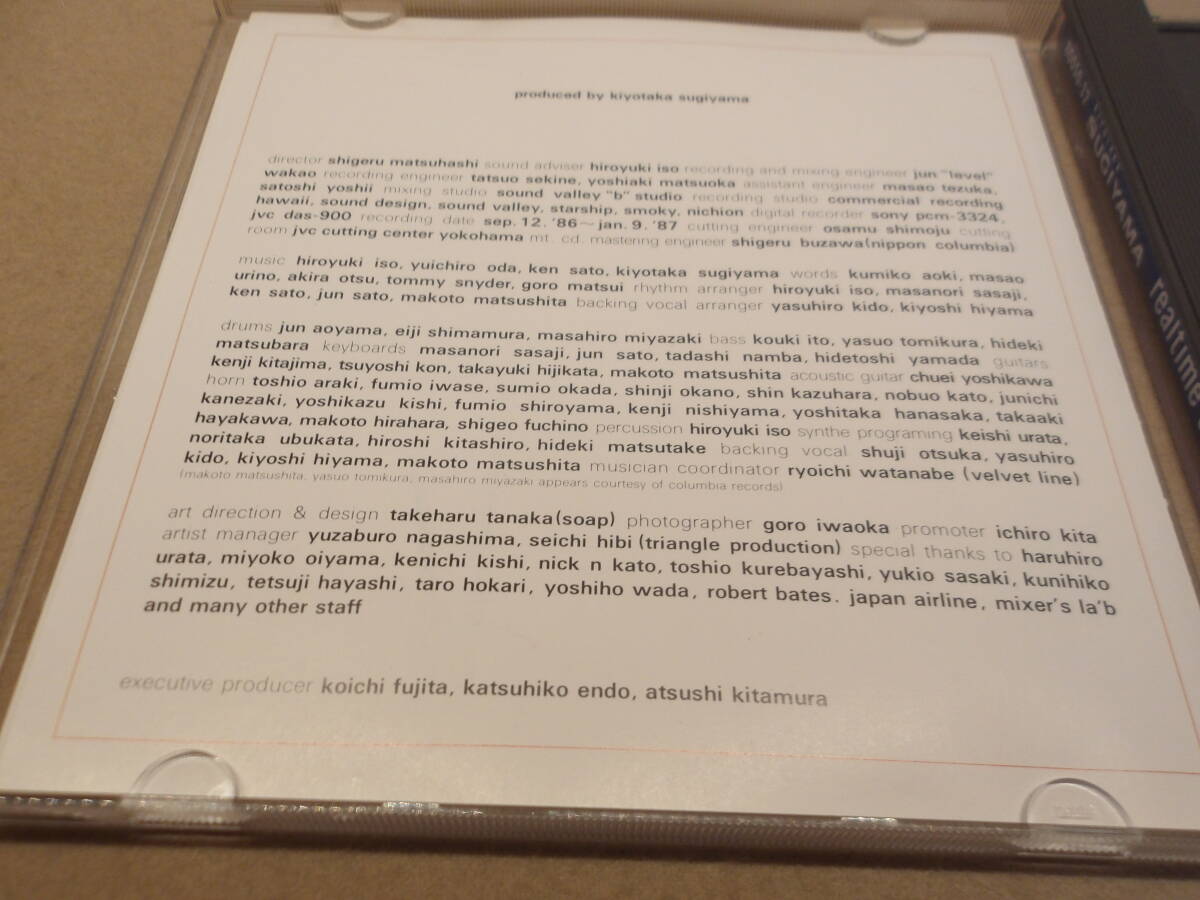 produced by kiyotaka sugiyama
director shigeru matsuhashi sound adviser hiroyuki iso recording and mixing engineer jun "level"
wakao recording engineer tatsuo sekine, yoshiaki matsuoka assistant engineer masao tezuka,
satoshi yoshii mixing studio sound valley "b" studio recording studio commercial recording
hawaii, sound design, sound valley, starship, smoky, nichion digital recorder sony pcm-3324,
jvc das-900 recording date sep. 12. '86～jan. 9. '87 cutting engineer osamu shimoju cutting
room jvc cutting center yokohama mt. cd. mastering engineer shigeru buzawa(nippon columbia)
music hiroyuki iso, yuichiro oda, ken sato, kiyotaka sugiyama words kumiko aoki, masao
urino, akira otsu, tommy snyder, goro matsui rhythm arranger hiroyuki iso, masanori sasaji,
ken sato, jun sato, makoto matsushita backing vocal arranger yasuhiro kido, kiyoshi hiyama
drums jun aoyama, eiji shimamura, masahiro miyazaki bass kouki ito, yasuo tomikura, hideki
matsubara keyboards masanori sasaji, jun sato, tadashi namba, hidetoshi yamada guitars
kenji kitajima, tsuyoshi kon, takayuki hijikata, makoto matsushita acoustic guitar chuei yoshikawa
horn toshio araki, fumio iwase, sumio okada, shinji okano, shin kazuhara, nobuo kato, junichi
kanezaki, yoshikazu kishi, fumio shiroyama, kenji nishiyama, yoshitaka hanasaka, takaaki
hayakawa, makoto hirahara, shigeo fuchino percussion hiroyuki iso synthe programing keishi urata,
noritaka ubukata, hiroshi kitashiro, hideki matsutake backing vocal shuji otsuka, yasuhiro
kido, kiyoshi hiyama, makoto matsushita musician coordinator ryoichi watanabe (velvet line)
(makoto matsushita, yasuo tomikura, masahiro miyazaki appears courtesy of columbia records)
art direction & design takeharu tanaka(soap) photographer goro iwaoka promoter ichiro kita
artist manager yuzaburo nagashima, seichi hibi (triangle production) special thanks to haruhiro
urata, miyoko oiyama, kenichi kishi, nick n kato, toshio kurebayashi, yukio sasaki, kunihiko
shimizu, tetsuji hayashi, taro hokari, yoshiho wada, robert bates. japan airline, mixer's la'b
and many other staff
executive producer koichi fujita, katsuhiko endo, atsushi kitamura
SUGIYAMA realtime